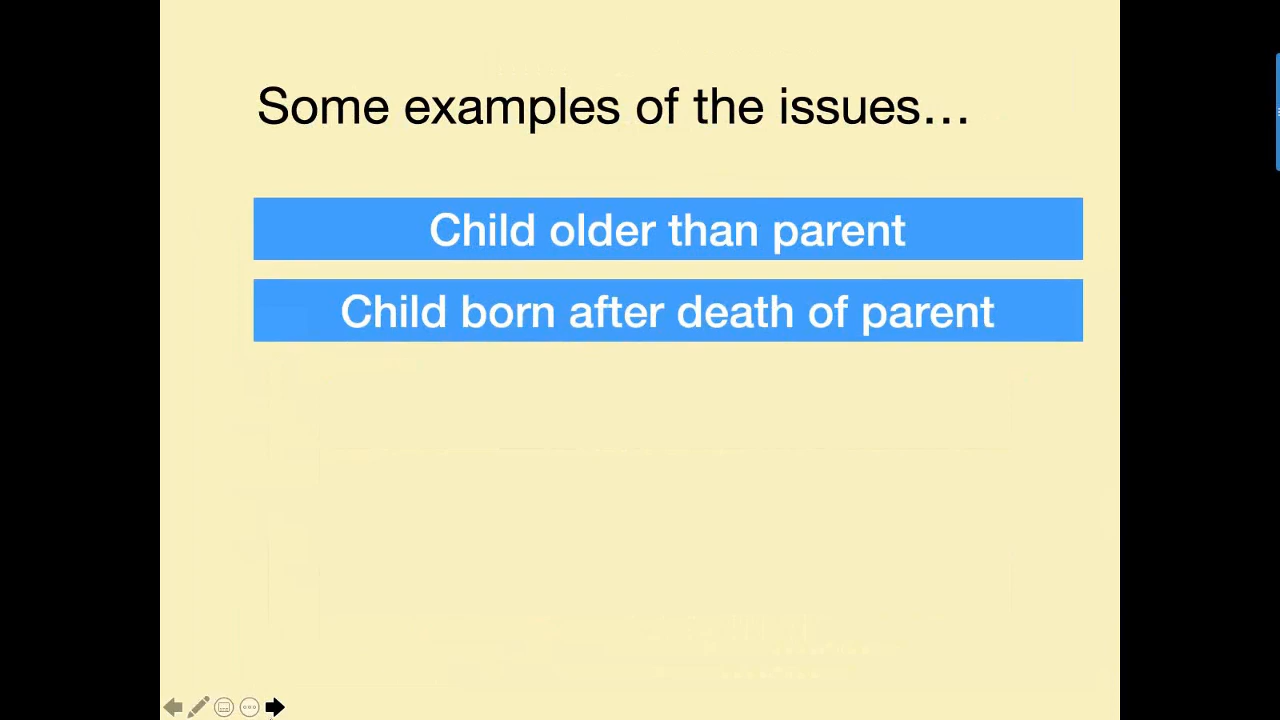 Some examples of the issues…
Child older than parent
Child born after death of parent